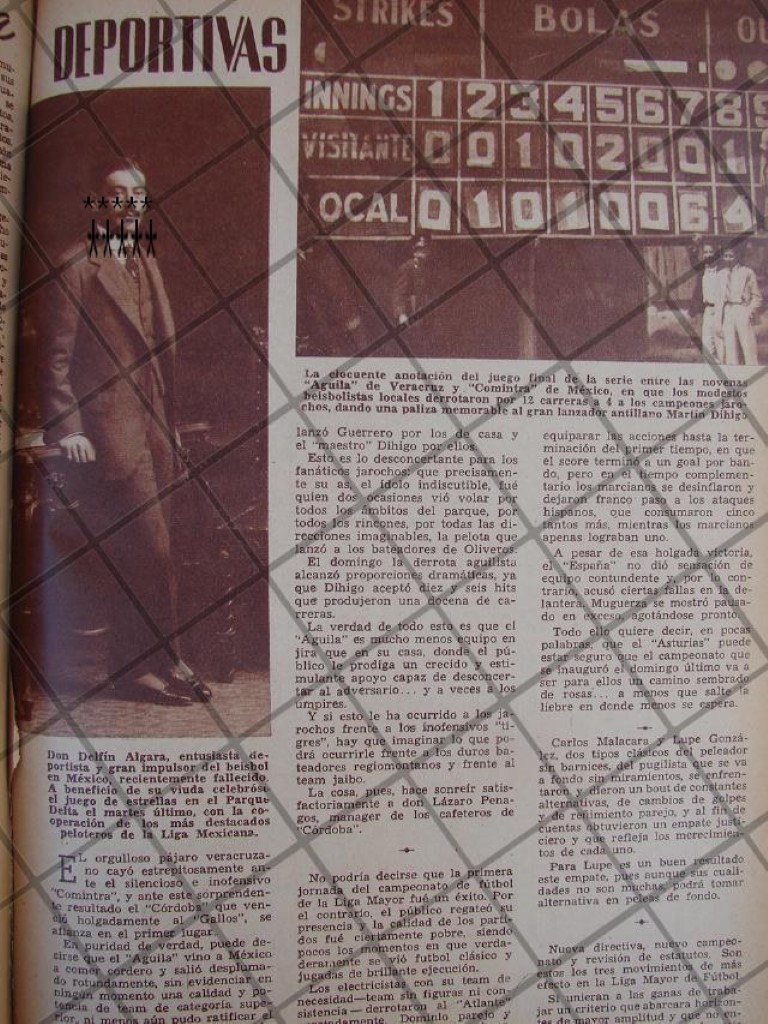 DEPORTIVAS
STRIKES BOLAS
INNINGS 1 2 3 4 5 6 7 8 9
VISITANTE 0 0 1 0 2 0 0 1
LOCAL 0 1 0 1 0 0 6 4
La elocuente anotación del juego final de la serie entre las novenas
"Aguila" de Veracruz y "Comintra" de México, en que los modestos
beisbolistas locales derrotaron por 12 carreras a 4 a los campeones jaro-
chos, dando una paliza memorable al gran lanzador antillano Martín Dihigo
Don Delfín Algara, entusiasta de-
portista y gran impulsor del beisbol
en México, recientemente fallecido.
A beneficio de su viuda celebróse
el juego de estrellas en el Parque
Delta el martes último, con la co-
operación de los más destacados
peloteros de la Liga Mexicana.
EL orgulloso pájaro veracruza-
no cayó estrepitosamente an-
te el silencioso e inofensivo
"Comintra", y ante este sorprenden-
te resultado el "Córdoba" que ven-
ció holgadamente al "Gallos", se
afianza en el primer lugar.
En puridad de verdad, puede de-
cirse que el "Aguila" vino a México
a comer cordero y salió desplumado
rotundamente, sin evidenciar en
ningún momento una calidad y po-
tencia de team de categoría supe-
rior, ni menos aún pudo ratificar el
lanzó Guerrero por los de casa y
el "maestro" Dihigo por ellos.
Esto es lo desconcertante para los
fanáticos jarochos: que precisamen-
te su as, el ídolo indiscutible, fué
quien dos ocasiones vió volar por
todos los ámbitos del parque, por
todos los rincones, por todas las di-
recciones imaginables, la pelota que
lanzó a los bateadores de Oliveros.
El domingo la derrota aguilista
alcanzó proporciones dramáticas, ya
que Dihigo aceptó diez y seis hits
que produjeron una docena de ca-
rreras.
La verdad de todo esto es que el
"Aguila" es mucho menos equipo en
jira que en su casa, donde el pú-
blico le prodiga un crecido y esti-
mulante apoyo capaz de desconcer-
tar al adversario... y a veces a los
umpires.
Y si esto le ha ocurrido a los ja-
rochos frente a los inofensivos "ti-
gres", hay que imaginar lo que po-
drá ocurrirle frente a los duros ba-
teadores regiomontanos y frente al
team jaibo.
La cosa, pues, hace sonreír satis-
factoriamente a don Lázaro Pena-
gos, manager de los cafeteros de
"Córdoba".
No podría decirse que la primera
jornada del campeonato de fútbol
de la Liga Mayor fué un éxito. Por
el contrario, el público regateó su
presencia y la calidad de los parti-
dos fué ciertamente pobre, siendo
pocos los momentos en que verda-
deramente se vió futbol clásico y
jugadas de brillante ejecución.
Los electricistas con su team de
necesidad—team sin figuras ni con-
sistencia— derrotaron al "Atlante"
Dominio parejo y
equiparar las acciones hasta la ter-
minación del primer tiempo, en que
el score terminó a un goal por ban-
do, pero en el tiempo complemen-
tario los marcianos se desinflaron y
dejaron franco paso a los ataques
hispanos, que consumaron cinco
tantos más, mientras los marcianos
apenas lograban uno.
A pesar de esa holgada victoria,
el "España" no dió sensación de
equipo contundente y, por el con-
trario, acusó ciertas fallas en la de-
lantera. Muguerza se mostró pausa-
do en exceso, agotándose pronto.
Todo ello quiere decir, en pocas
palabras, que el "Asturias" puede
estar seguro que el campeonato que
se inauguró el domingo último va a
ser para ellos un camino sembrado
de rosas... a menos que salte la
liebre en donde menos se espera.
Carlos Malacara y Lupe Gonzá-
lez, dos tipos clásicos del peleador
sin barnices, del pugilista que se va
a fondo sin miramientos, se enfren-
taron y dieron un bout de constantes
alternativas, de cambios de golpes
y de rendimiento parejo, y al fin de
cuentas obtuvieron un empate justi-
ciero y que refleja los merecimien-
tos de cada uno.
Para Lupe es un buen resultado
este empate, pues aunque sus cuali-
dades no son muchas, podrá tomar
alternativa en peleas de fondo.
Nueva directiva, nuevo campeo-
nato y revisión de estatutos. Son
estos los tres movimientos de más
efecto en la Liga Mayor de Fútbol.
Si unieran a las ganas de traba-
jar un criterio que abarcara horizon-
tes de mayor amplitud y que no